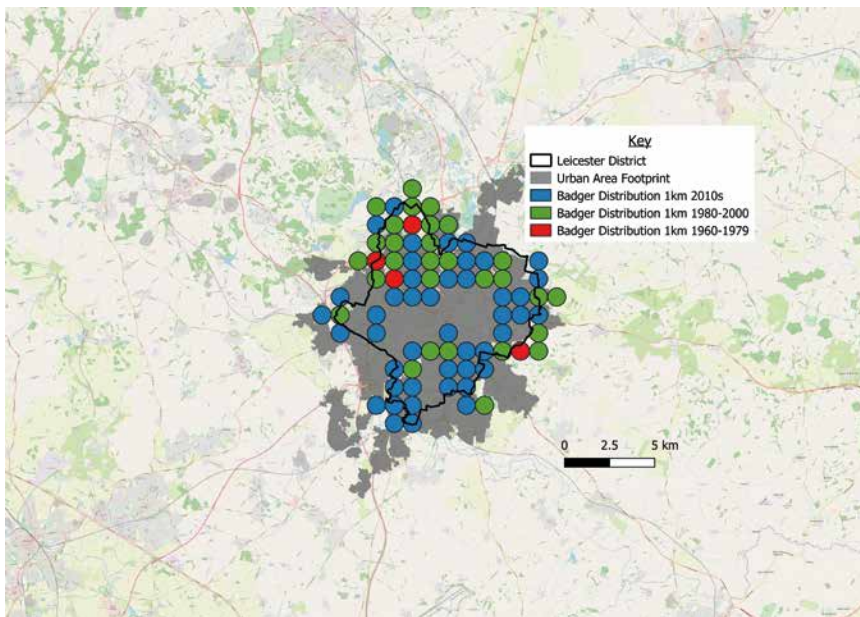 Key
Leicester District
Urban Area Footprint
Badger Distribution 1km 2010s
Badger Distribution 1km 1980-2000
Badger Distribution 1km 1960-1979
0 2.5 5 km